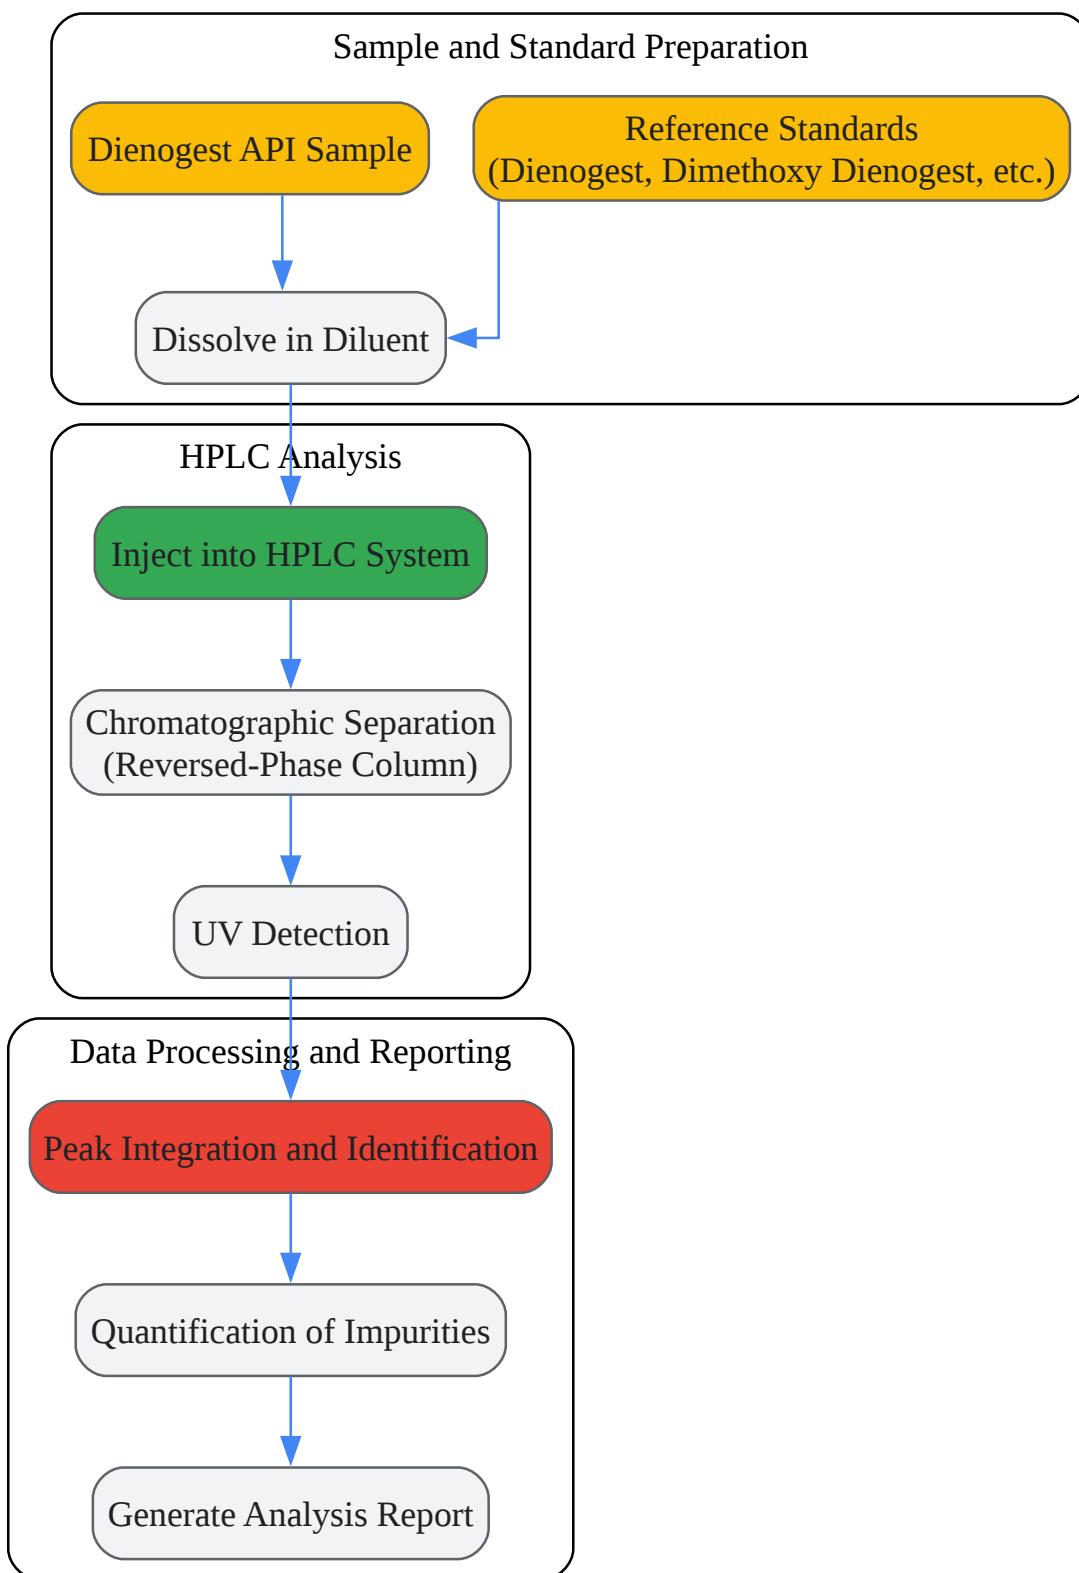 Sample and Standard Preparation
Dienogest API Sample
Reference Standards
(Dienogest, Dimethoxy Dienogest, etc.)
Dissolve in Diluent
HPLC Analysis
Inject into HPLC System
Chromatographic Separation
(Reversed-Phase Column)
UV Detection
Data Processing and Reporting
Peak Integration and Identification
Quantification of Impurities
Generate Analysis Report